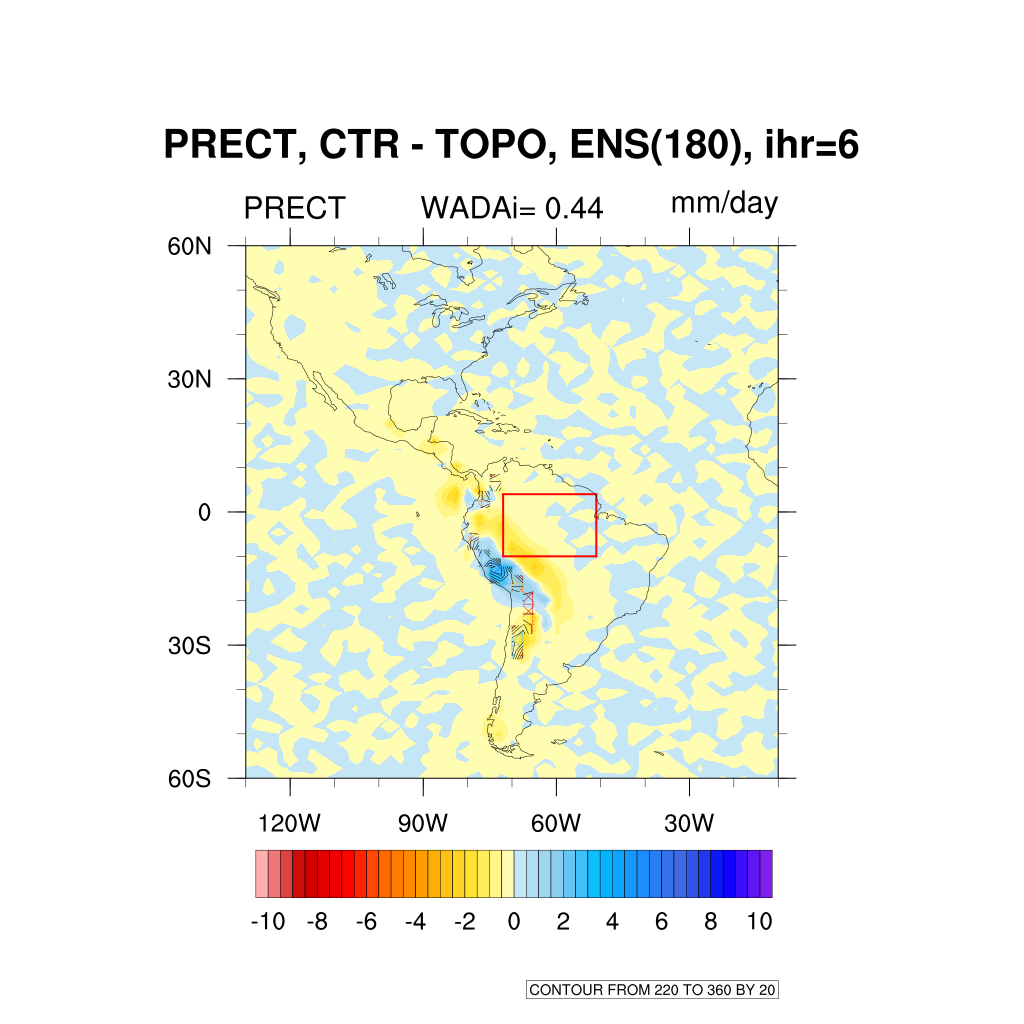 PRECT, CTR - TOPO, ENS(180), ihr=6
PRECT WADAi= 0.44 mm/day
60N
30N
0
30S
60S
120W 90W 60W 30W
-10 -8 -6 -4 -2 0 2 4 6 8 10
CONTOUR FROM 220 TO 360 BY 20